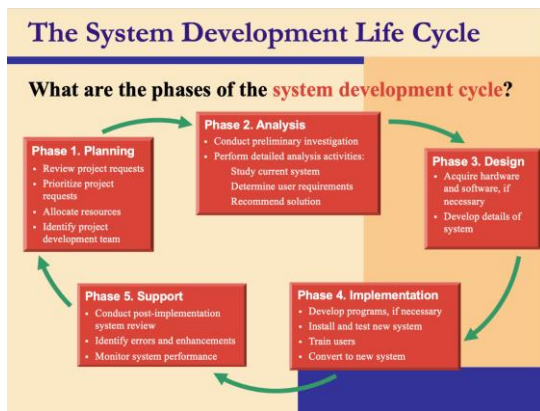 The System Development Life Cycle
What are the phases of the system development cycle?
Phase 1. Planning
• Review project requests
• Prioritize project
requests
• Allocate resources
• Identify project
development team
Phase 2. Analysis
• Conduct preliminary investigation
• Perform detailed analysis activities:
Study current system
Determine user requirements
Recommend solution
Phase 3. Design
• Acquire hardware
and software, if
necessary
• Develop details of
system
Phase 4. Implementation
• Develop programs, if necessary
• Install and test new system
• Train users
• Convert to new system
Phase 5. Support
• Conduct post-implementation
system review
• Identify errors and enhancements
• Monitor system performance